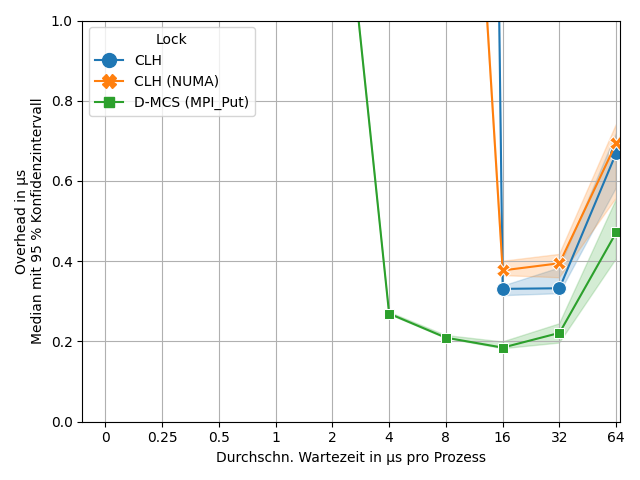 Lock
CLH
CLH (NUMA)
D-MCS (MPI_Put)
Overhead in µs
Median mit 95 % Konfidenzintervall
1.0
0.8
0.6
0.4
0.2
0.0
0 0.25 0.5 1 2 4 8 16 32 64
Durchschn. Wartezeit in µs pro Prozess